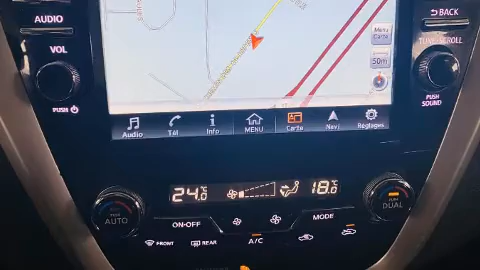 AUDIO
BACK
Menu
Carte
VOL
TUNE·SCROLL
50m
PUSH
PUSH
SOUND
Audio Tél Info MENU Carte Navi Réglages
24.0°C 18.0°C
AUTO
ON·OFF
MODE
DUAL
FRONT REAR A/C